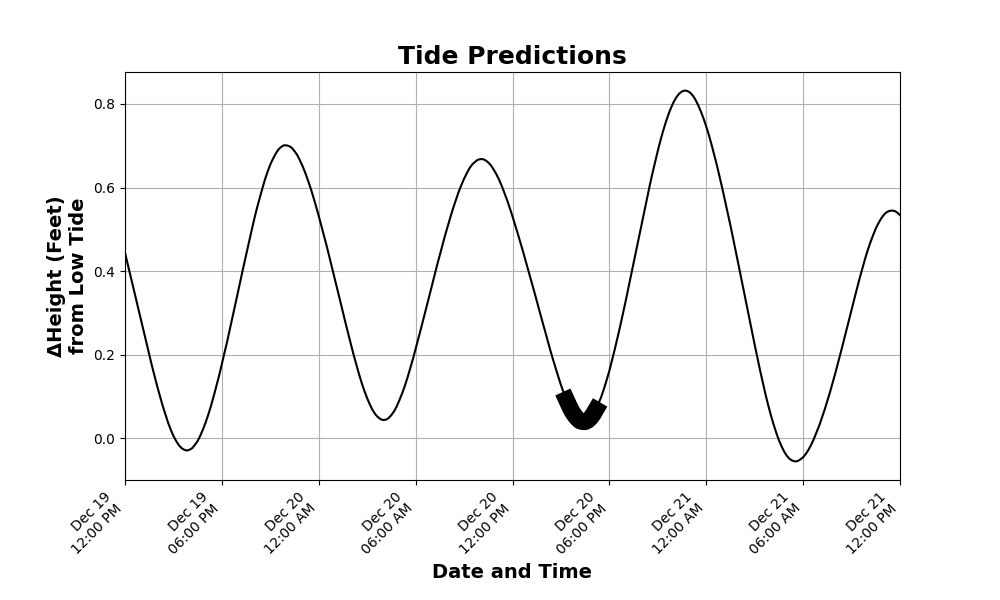 Tide Predictions
ΔHeight (Feet)
from Low Tide
0.8
0.6
0.4
0.2
0.0
Dec 19
12:00 PM
Dec 19
06:00 PM
Dec 20
12:00 AM
Dec 20
06:00 AM
Dec 20
12:00 PM
Dec 20
06:00 PM
Dec 21
12:00 AM
Dec 21
06:00 AM
Dec 21
12:00 PM
Date and Time